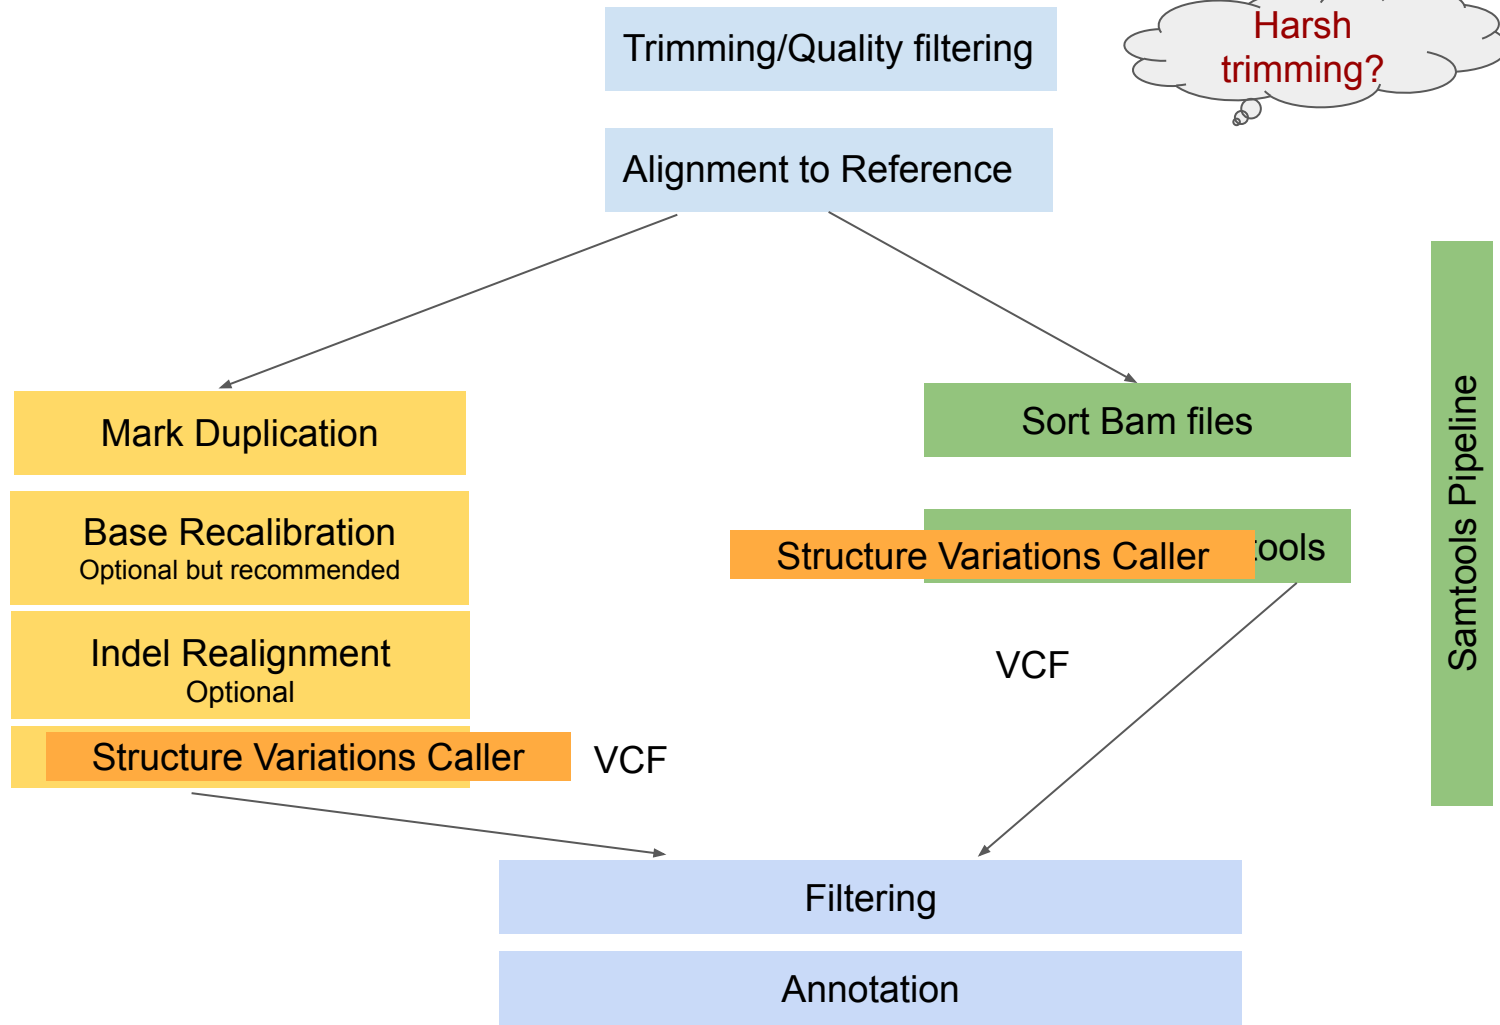 Harsh
trimming?
Trimming/Quality filtering
Alignment to Reference
Mark Duplication
Base Recalibration
Optional but recommended
Indel Realignment
Optional
Structure Variations Caller
VCF
Sort Bam files
Structure Variations Caller
tools
VCF
Samtools Pipeline
Filtering
Annotation